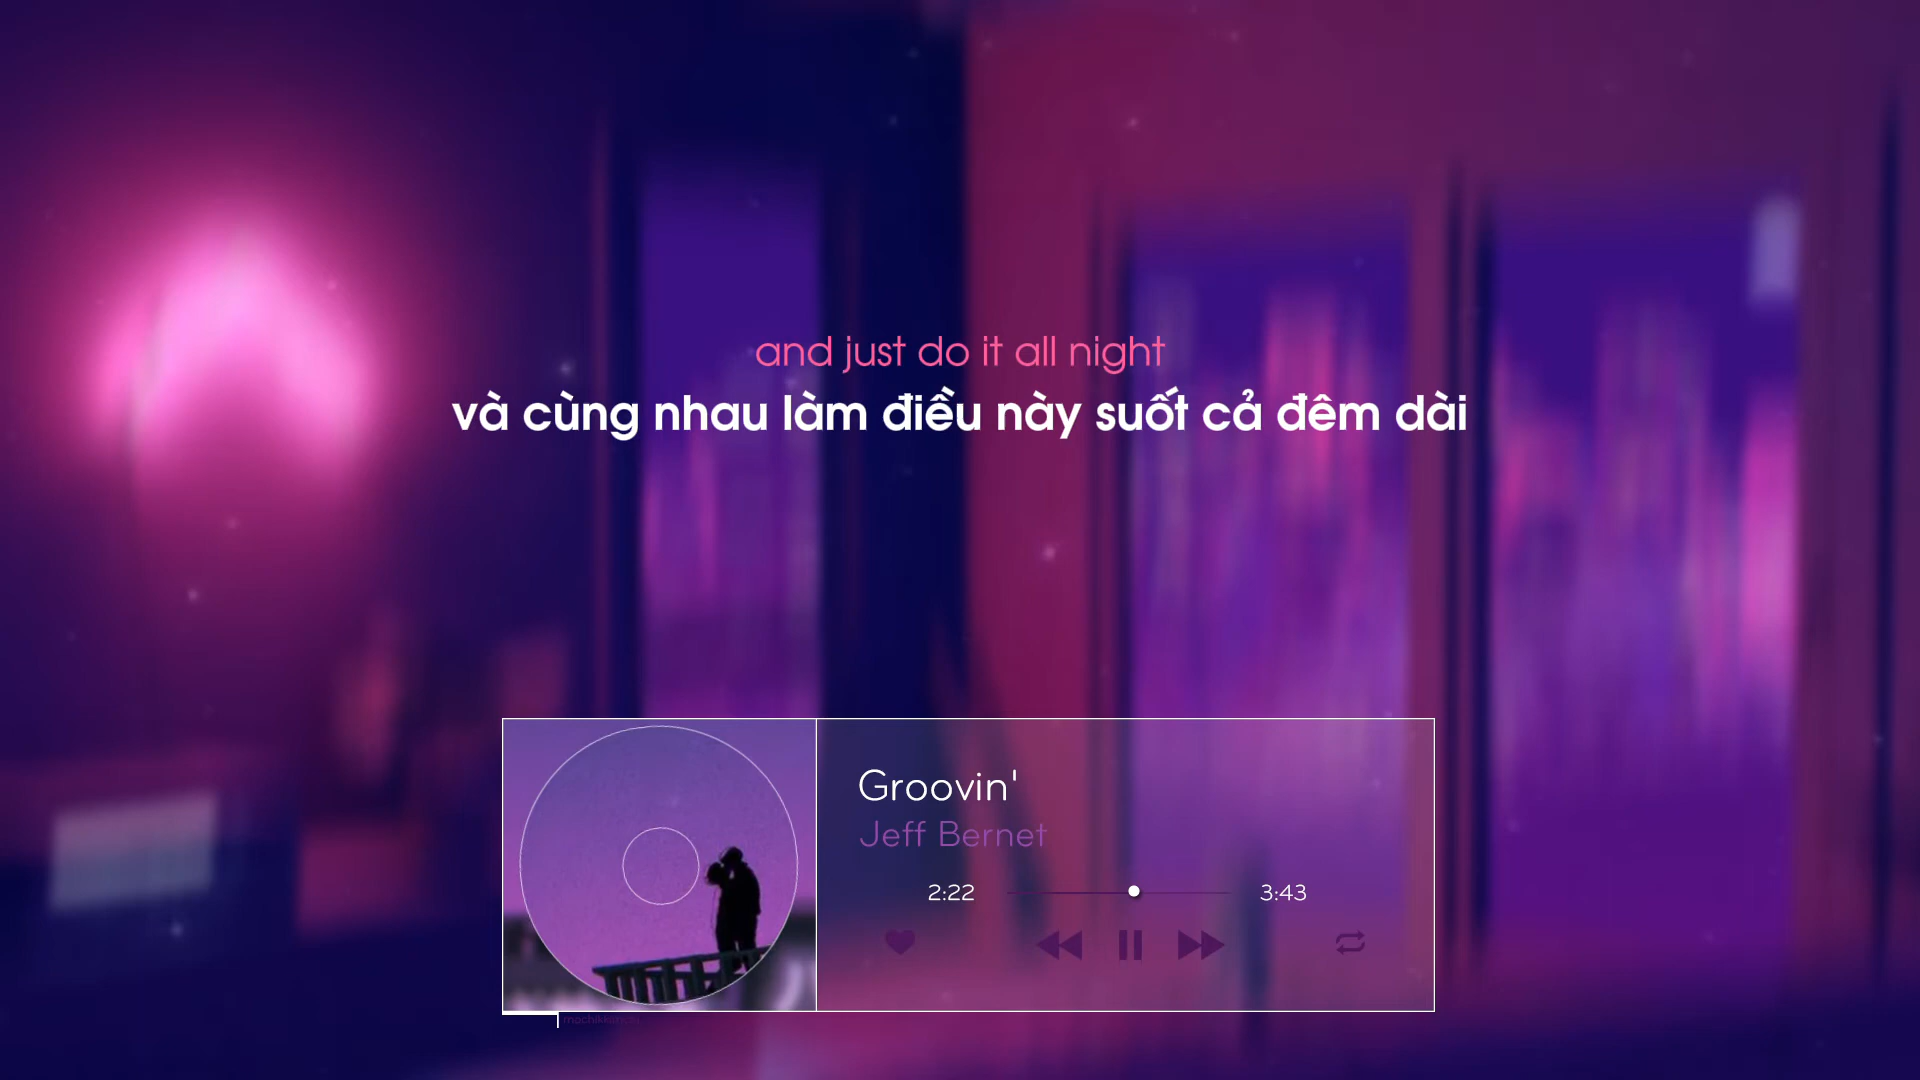 and just do it all night
và cùng nhau làm điều này suốt cả đêm dài
Groovin'
Jeff Bernet
2:22
3:43